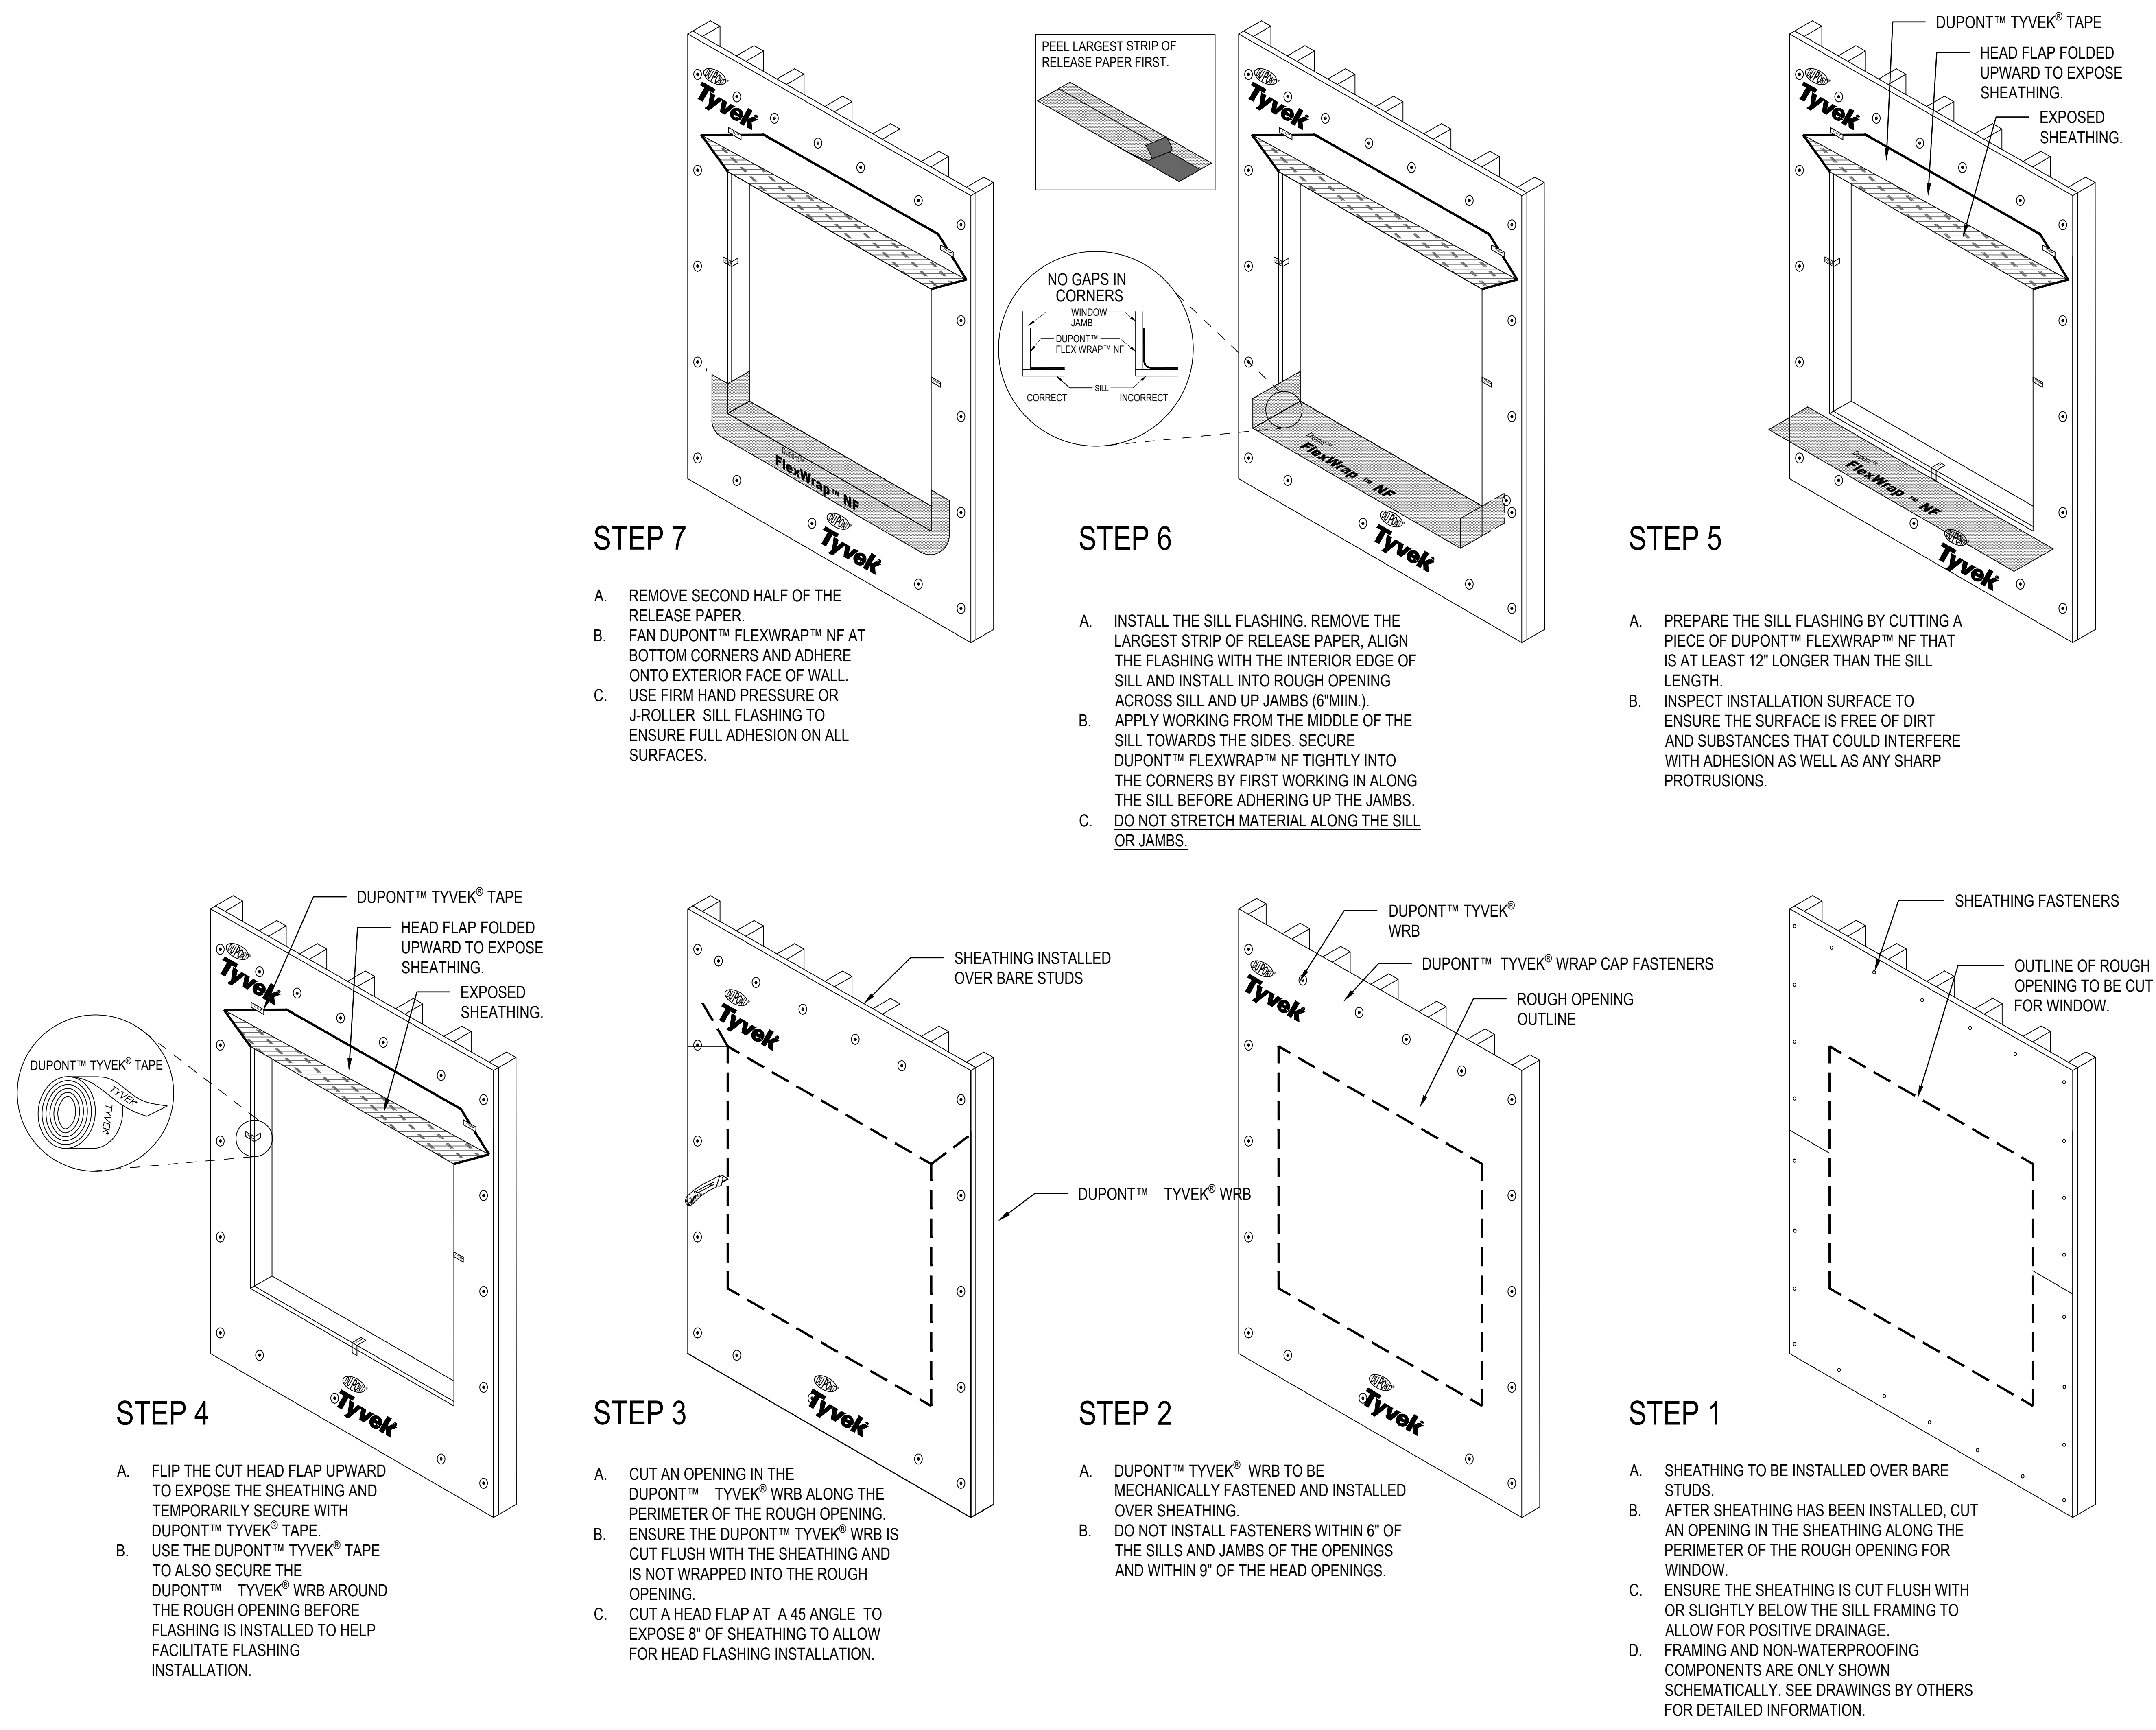 DUPONT
Tyvek
Dupont™
FlexWrap™ NF
DUPONT
Tyvek
STEP 7
A. REMOVE SECOND HALF OF THE
RELEASE PAPER.
B. FAN DUPONT™ FLEXWRAP™ NF AT
BOTTOM CORNERS AND ADHERE
ONTO EXTERIOR FACE OF WALL.
C. USE FIRM HAND PRESSURE OR
J-ROLLER SILL FLASHING TO
ENSURE FULL ADHESION ON ALL
SURFACES.
PEEL LARGEST STRIP OF
RELEASE PAPER FIRST.
NO GAPS IN
CORNERS
WINDOW
JAMB
DUPONT™
FLEX WRAP™ NF
SILL
CORRECT
INCORRECT
DUPONT
Tyvek
Dupont™
FlexWrap ™ NF
DUPONT
Tyvek
STEP 6
A. INSTALL THE SILL FLASHING. REMOVE THE
LARGEST STRIP OF RELEASE PAPER, ALIGN
THE FLASHING WITH THE INTERIOR EDGE OF
SILL AND INSTALL INTO ROUGH OPENING
ACROSS SILL AND UP JAMBS (6"MIIN.).
B. APPLY WORKING FROM THE MIDDLE OF THE
SILL TOWARDS THE SIDES. SECURE
DUPONT™ FLEXWRAP™ NF TIGHTLY INTO
THE CORNERS BY FIRST WORKING IN ALONG
THE SILL BEFORE ADHERING UP THE JAMBS.
C. DO NOT STRETCH MATERIAL ALONG THE SILL
OR JAMBS.
DUPONT™ TYVEK® TAPE
HEAD FLAP FOLDED
UPWARD TO EXPOSE
SHEATHING.
EXPOSED
SHEATHING.
DUPONT
Tyvek
Dupont™
FlexWrap ™ NF
DUPONT
Tyvek
STEP 5
A. PREPARE THE SILL FLASHING BY CUTTING A
PIECE OF DUPONT™ FLEXWRAP™ NF THAT
IS AT LEAST 12" LONGER THAN THE SILL
LENGTH.
B. INSPECT INSTALLATION SURFACE TO
ENSURE THE SURFACE IS FREE OF DIRT
AND SUBSTANCES THAT COULD INTERFERE
WITH ADHESION AS WELL AS ANY SHARP
PROTRUSIONS.
DUPONT™ TYVEK® TAPE
HEAD FLAP FOLDED
UPWARD TO EXPOSE
SHEATHING.
EXPOSED
SHEATHING.
DUPONT
Tyvek
DUPONT™ TYVEK® TAPE
TYVEK
TYVEK
DUPONT
Tyvek
STEP 4
A. FLIP THE CUT HEAD FLAP UPWARD
TO EXPOSE THE SHEATHING AND
TEMPORARILY SECURE WITH
DUPONT™ TYVEK® TAPE.
B. USE THE DUPONT™ TYVEK® TAPE
TO ALSO SECURE THE
DUPONT™ TYVEK® WRB AROUND
THE ROUGH OPENING BEFORE
FLASHING IS INSTALLED TO HELP
FACILITATE FLASHING
INSTALLATION.
SHEATHING INSTALLED
OVER BARE STUDS
DUPONT
Tyvek
DUPONT™ TYVEK® WRB
DUPONT
Tyvek
STEP 3
A. CUT AN OPENING IN THE
DUPONT™ TYVEK® WRB ALONG THE
PERIMETER OF THE ROUGH OPENING.
B. ENSURE THE DUPONT™ TYVEK® WRB IS
CUT FLUSH WITH THE SHEATHING AND
IS NOT WRAPPED INTO THE ROUGH
OPENING.
C. CUT A HEAD FLAP AT A 45 ANGLE TO
EXPOSE 8" OF SHEATHING TO ALLOW
FOR HEAD FLASHING INSTALLATION.
DUPONT™ TYVEK®
WRB
DUPONT™ TYVEK® WRAP CAP FASTENERS
ROUGH OPENING
OUTLINE
DUPONT
Tyvek
DUPONT
Tyvek
STEP 2
A. DUPONT™ TYVEK® WRB TO BE
MECHANICALLY FASTENED AND INSTALLED
OVER SHEATHING.
B. DO NOT INSTALL FASTENERS WITHIN 6" OF
THE SILLS AND JAMBS OF THE OPENINGS
AND WITHIN 9" OF THE HEAD OPENINGS.
SHEATHING FASTENERS
OUTLINE OF ROUGH
OPENING TO BE CUT
FOR WINDOW.
STEP 1
A. SHEATHING TO BE INSTALLED OVER BARE
STUDS.
B. AFTER SHEATHING HAS BEEN INSTALLED, CUT
AN OPENING IN THE SHEATHING ALONG THE
PERIMETER OF THE ROUGH OPENING FOR
WINDOW.
C. ENSURE THE SHEATHING IS CUT FLUSH WITH
OR SLIGHTLY BELOW THE SILL FRAMING TO
ALLOW FOR POSITIVE DRAINAGE.
D. FRAMING AND NON-WATERPROOFING
COMPONENTS ARE ONLY SHOWN
SCHEMATICALLY. SEE DRAWINGS BY OTHERS
FOR DETAILED INFORMATION.